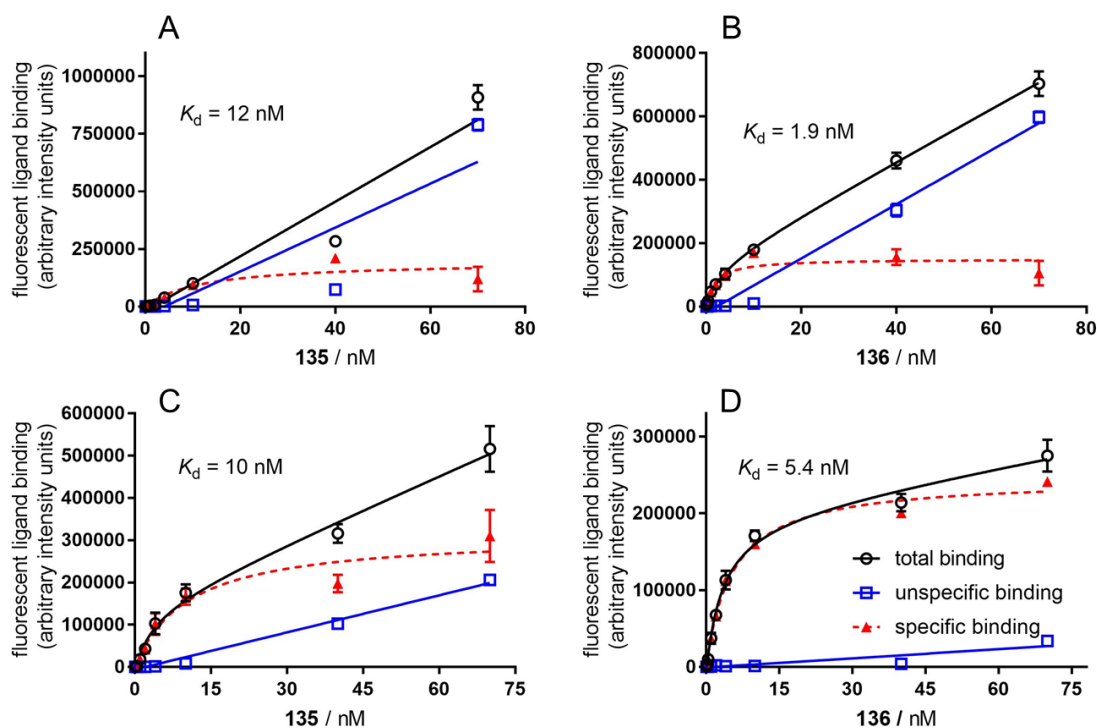 A
fluorescent ligand binding
(arbitrary intensity units)
1000000
750000
500000
250000
0
Kd = 12 nM
0 20 40 60 80
135 / nM
B
fluorescent ligand binding
(arbitrary intensity units)
800000
600000
400000
200000
0
Kd = 1.9 nM
0 20 40 60 80
136 / nM
C
fluorescent ligand binding
(arbitrary intensity units)
600000
500000
400000
300000
200000
100000
0
Kd = 10 nM
0 15 30 45 60 75
135 / nM
D
fluorescent ligand binding
(arbitrary intensity units)
300000
200000
100000
0
Kd = 5.4 nM
total binding
unspecific binding
specific binding
0 15 30 45 60 75
136 / nM